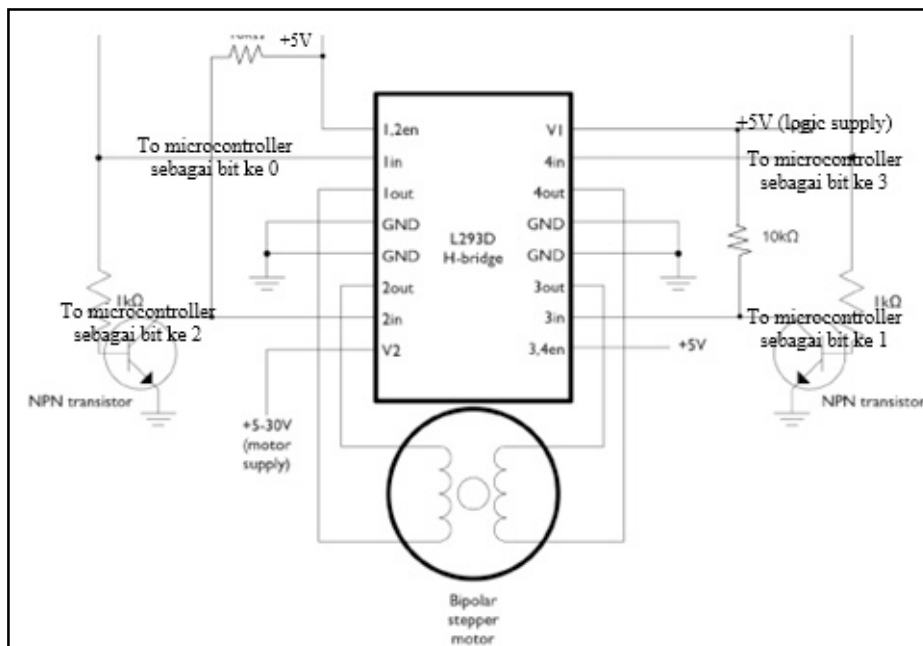 +5V
1,2en
V1
+5V (logic supply)
To microcontroller
sebagai bit ke 0
1in
4in
To microcontroller
sebagai bit ke 3
1out
4out
GND
GND
L293D
H-bridge
GND
GND
10kΩ
2out
3out
1kΩ
1kΩ
To microcontroller
sebagai bit ke 2
2in
3in
To microcontroller
sebagai bit ke 1
V2
3,4en
+5V
NPN transistor
NPN transistor
+5-30V
(motor
supply)
Bipolar
stepper
motor